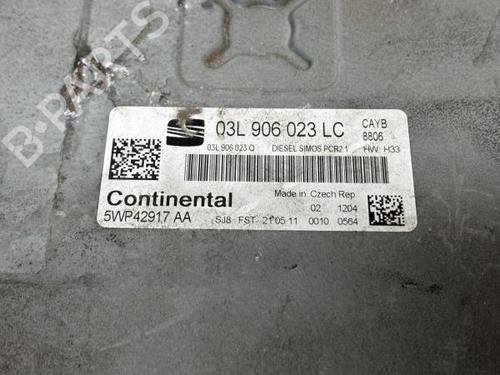 B-PARTS
03L 906 023 LC CAYB
8806
03L 906 023 Q DIESEL SIMOS PCR2.1 HW: H33
Continental
Made in Czech Rep.
02 1204
5WP42917 AA SJ8 FST 21 05 11 0010 0564